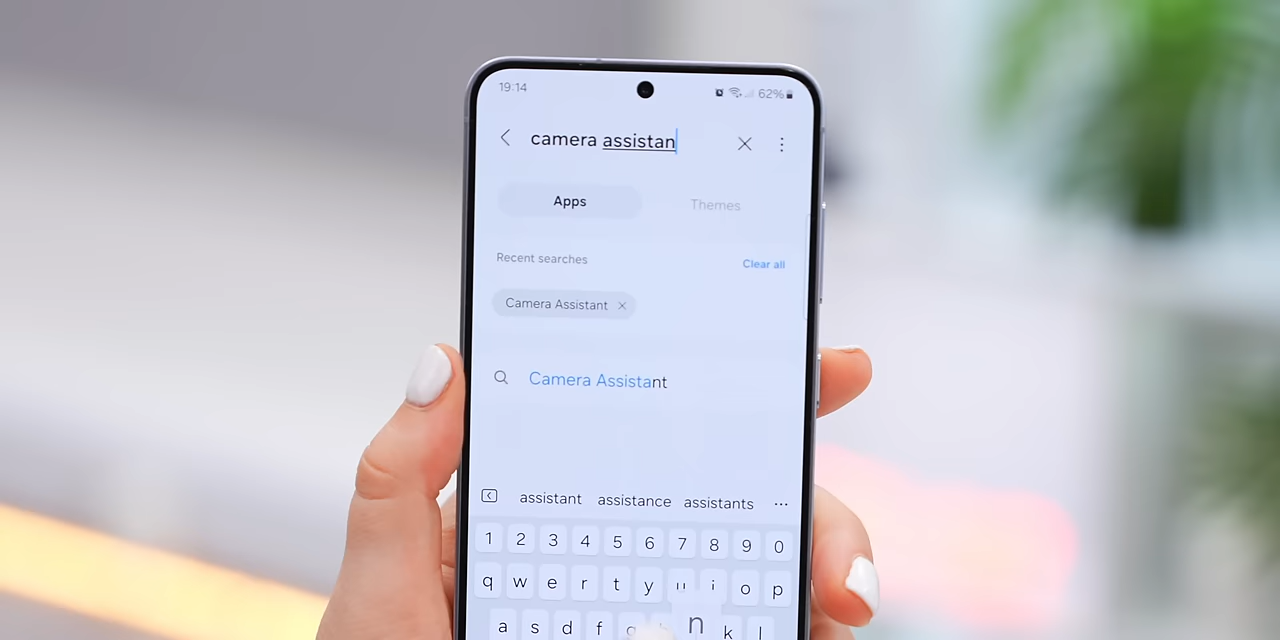 19:14 62%
camera assistan
Apps Themes
Recent searches Clear all
Camera Assistant
Camera Assistant
assistant assistance assistants ...
1 2 3 4 5 6 7 8 9 0
q w e r t y u i o p
a s d f n k l